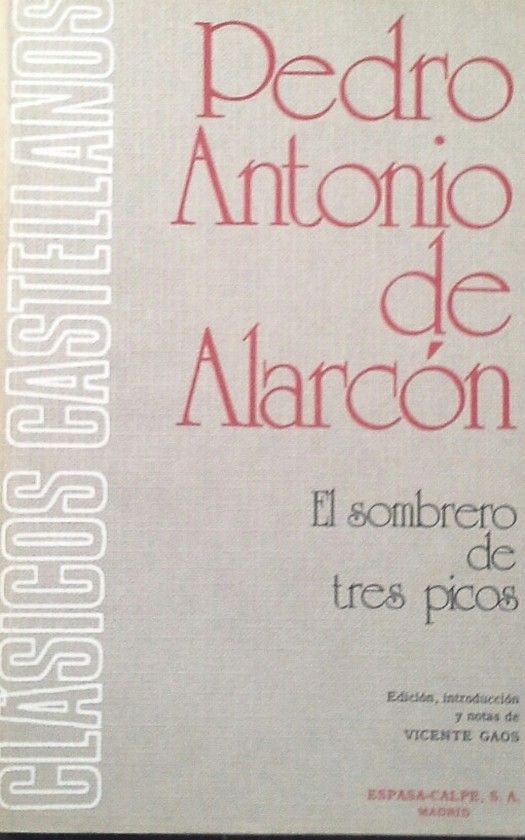 CLÁSICOS CASTELLANOS
Pedro
Antonio
de
Alarcón
El sombrero
de
tres picos
Edición, introducción
y notas de
VICENTE GAOS
ESPASA-CALPE, S. A.
MADRID